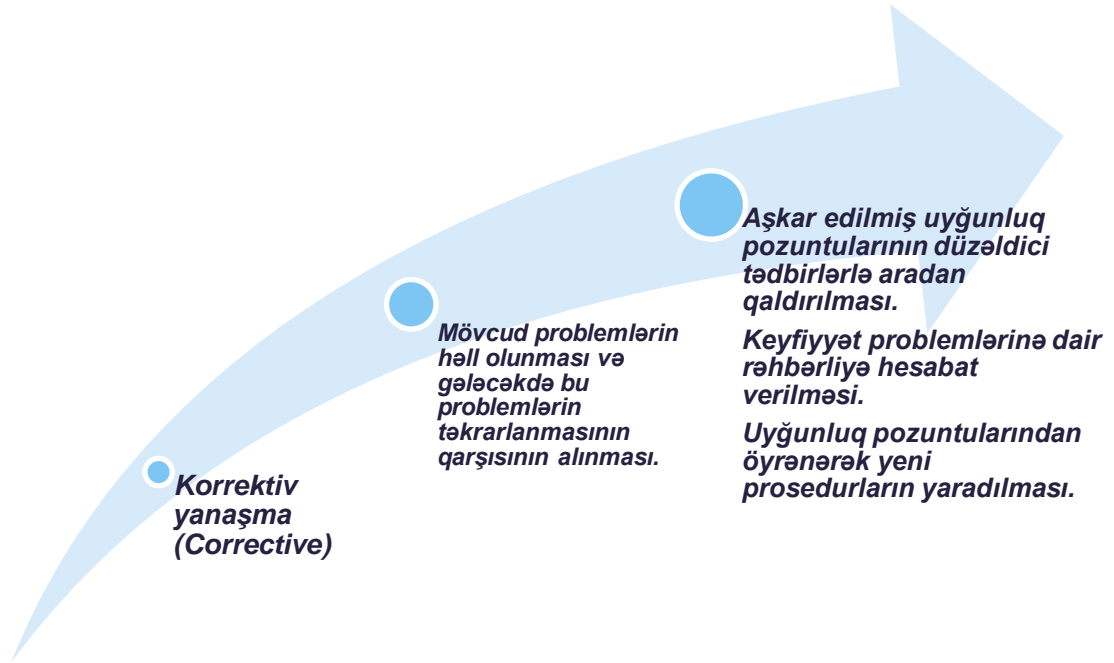 Korrektiv
yanaşma
(Corrective)
Mövcud problemlərin
həll olunması və
gələcəkdə bu
problemlərin
təkrarlanmasının
qarşısının alınması.
Aşkar edilmiş uyğunluq
pozuntularının düzəldici
tədbirlərlə aradan
qaldırılması.
Keyfiyyət problemlərinə dair
rəhbərliyə hesabat
verilməsi.
Uyğunluq pozuntularından
öyrənərək yeni
prosedurların yaradılması.